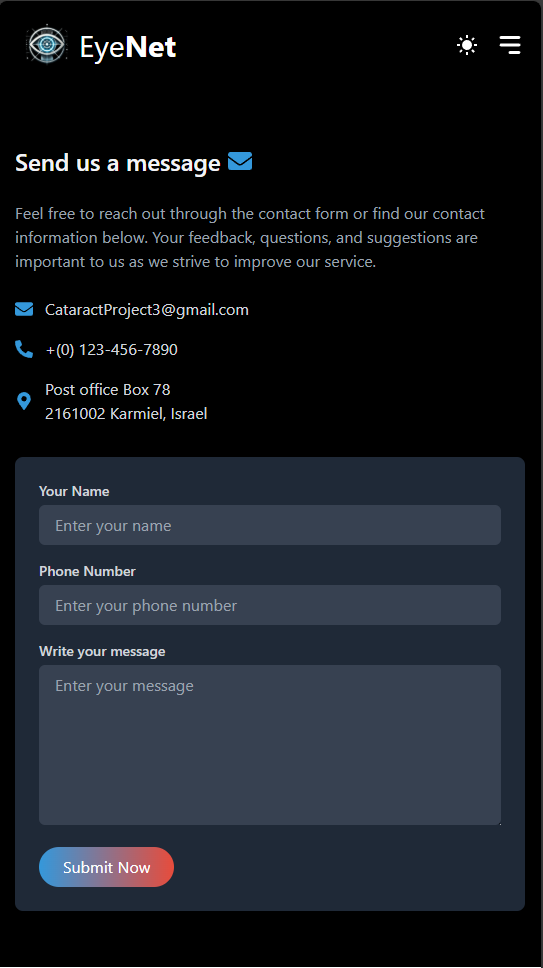 EyeNet
Send us a message
Feel free to reach out through the contact form or find our contact
information below. Your feedback, questions, and suggestions are
important to us as we strive to improve our service.
CataractProject3@gmail.com
+(0) 123-456-7890
Post office Box 78
2161002 Karmiel, Israel
Your Name
Enter your name
Phone Number
Enter your phone number
Write your message
Enter your message
Submit Now